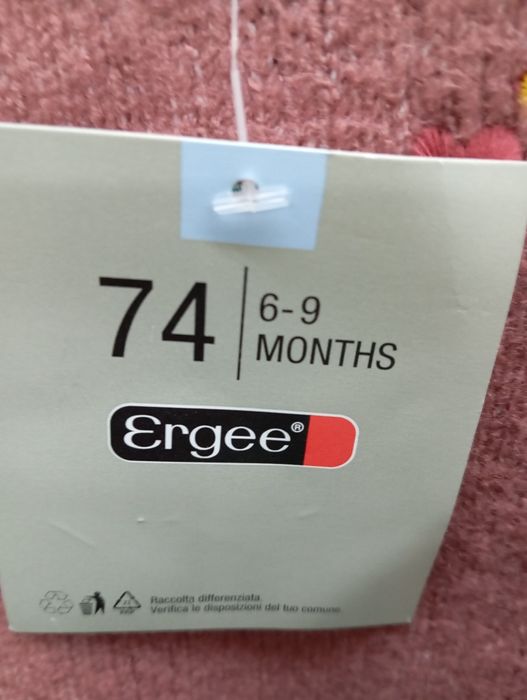 74
6-9
MONTHS
Ergee®
Raccolta differenziata.
Verifica le disposizioni del tuo comune.